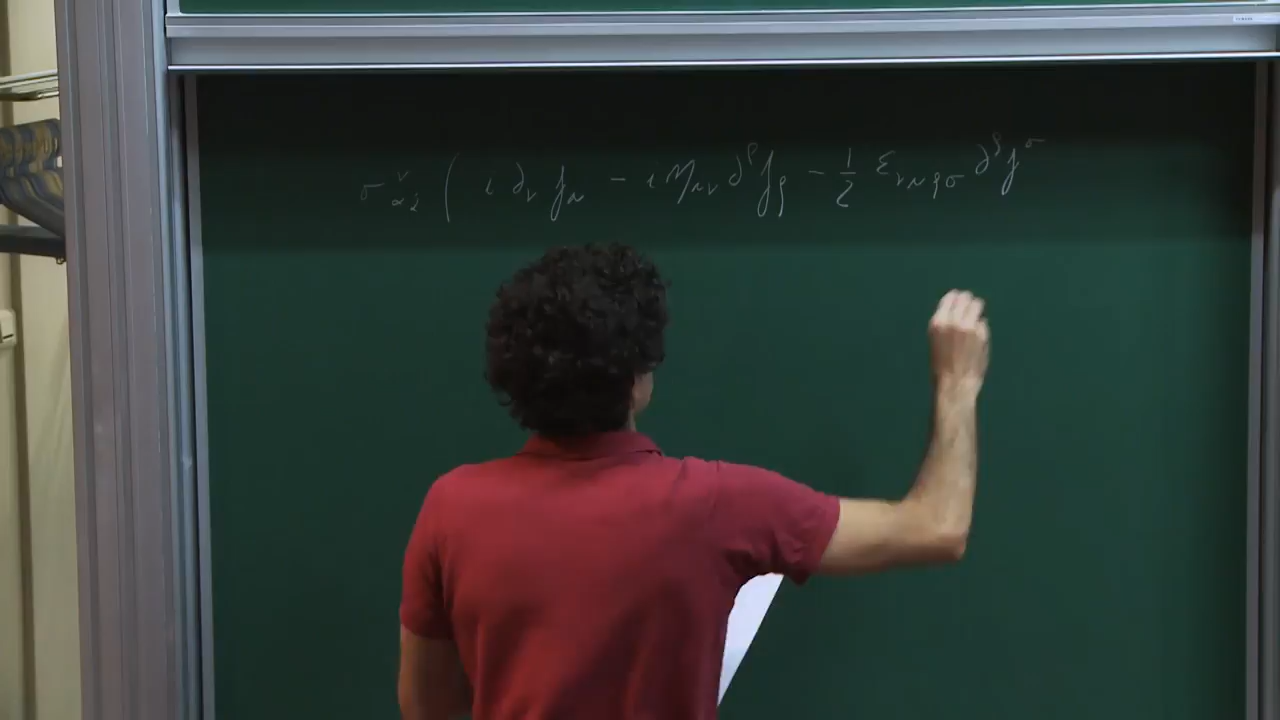 σ^ν_{αα̇} ( i ∂_ν j_μ − i η_{μν} ∂^ρ j_ρ − 1/2 ε_{νμρσ} ∂^ρ j^σ